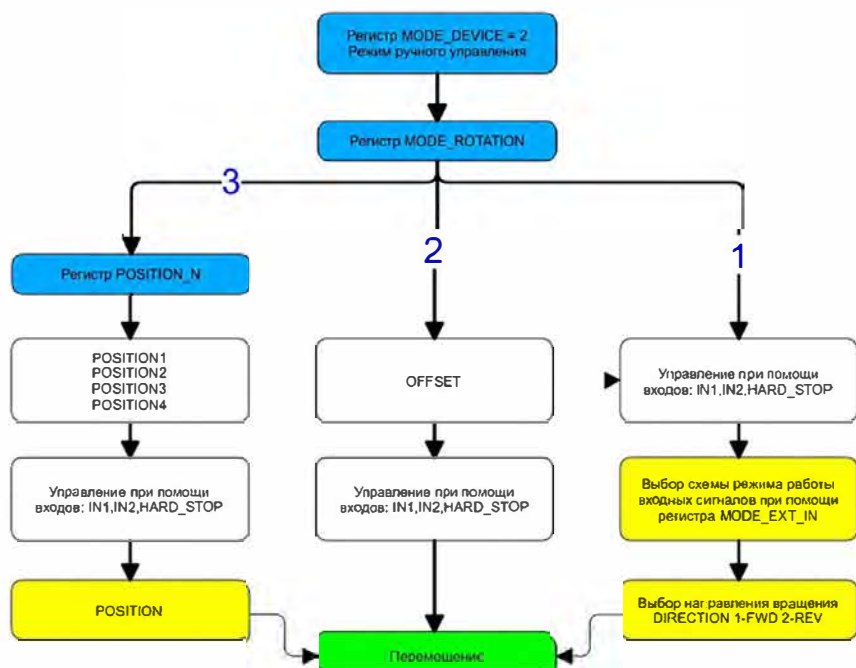 Регистр MODE_DEVICE = 2
Режим ручного управления
Регистр MODE_ROTATION
3
2
1
Регистр POSITION_N
POSITION1
POSITION2
POSITION3
POSITION4
OFFSET
Управление при помощи
входов: IN1,IN2,HARD_STOP
Управление при помощи
входов: IN1,IN2,HARD_STOP
Управление при помощи
входов: IN1,IN2,HARD_STOP
Выбор схемы режима работы
входных сигналов при помощи
регистра MODE_EXT_IN
POSITION
Выбор наг равления вращения
DIRECTION 1-FWD 2-REV
Перемощение